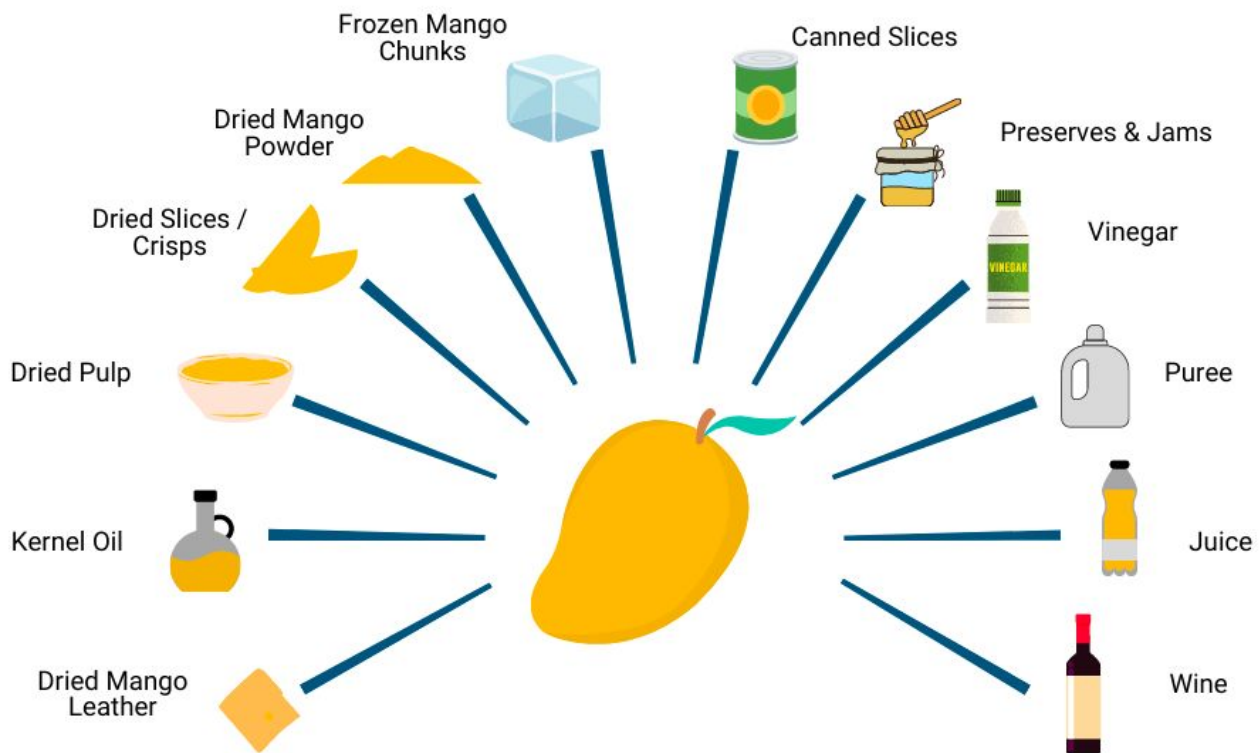 Frozen Mango
Chunks
Canned Slices
Dried Mango
Powder
Preserves & Jams
Dried Slices /
Crisps
Vinegar
VINEGAR
Dried Pulp
Puree
Kernel Oil
Juice
Dried Mango
Leather
Wine